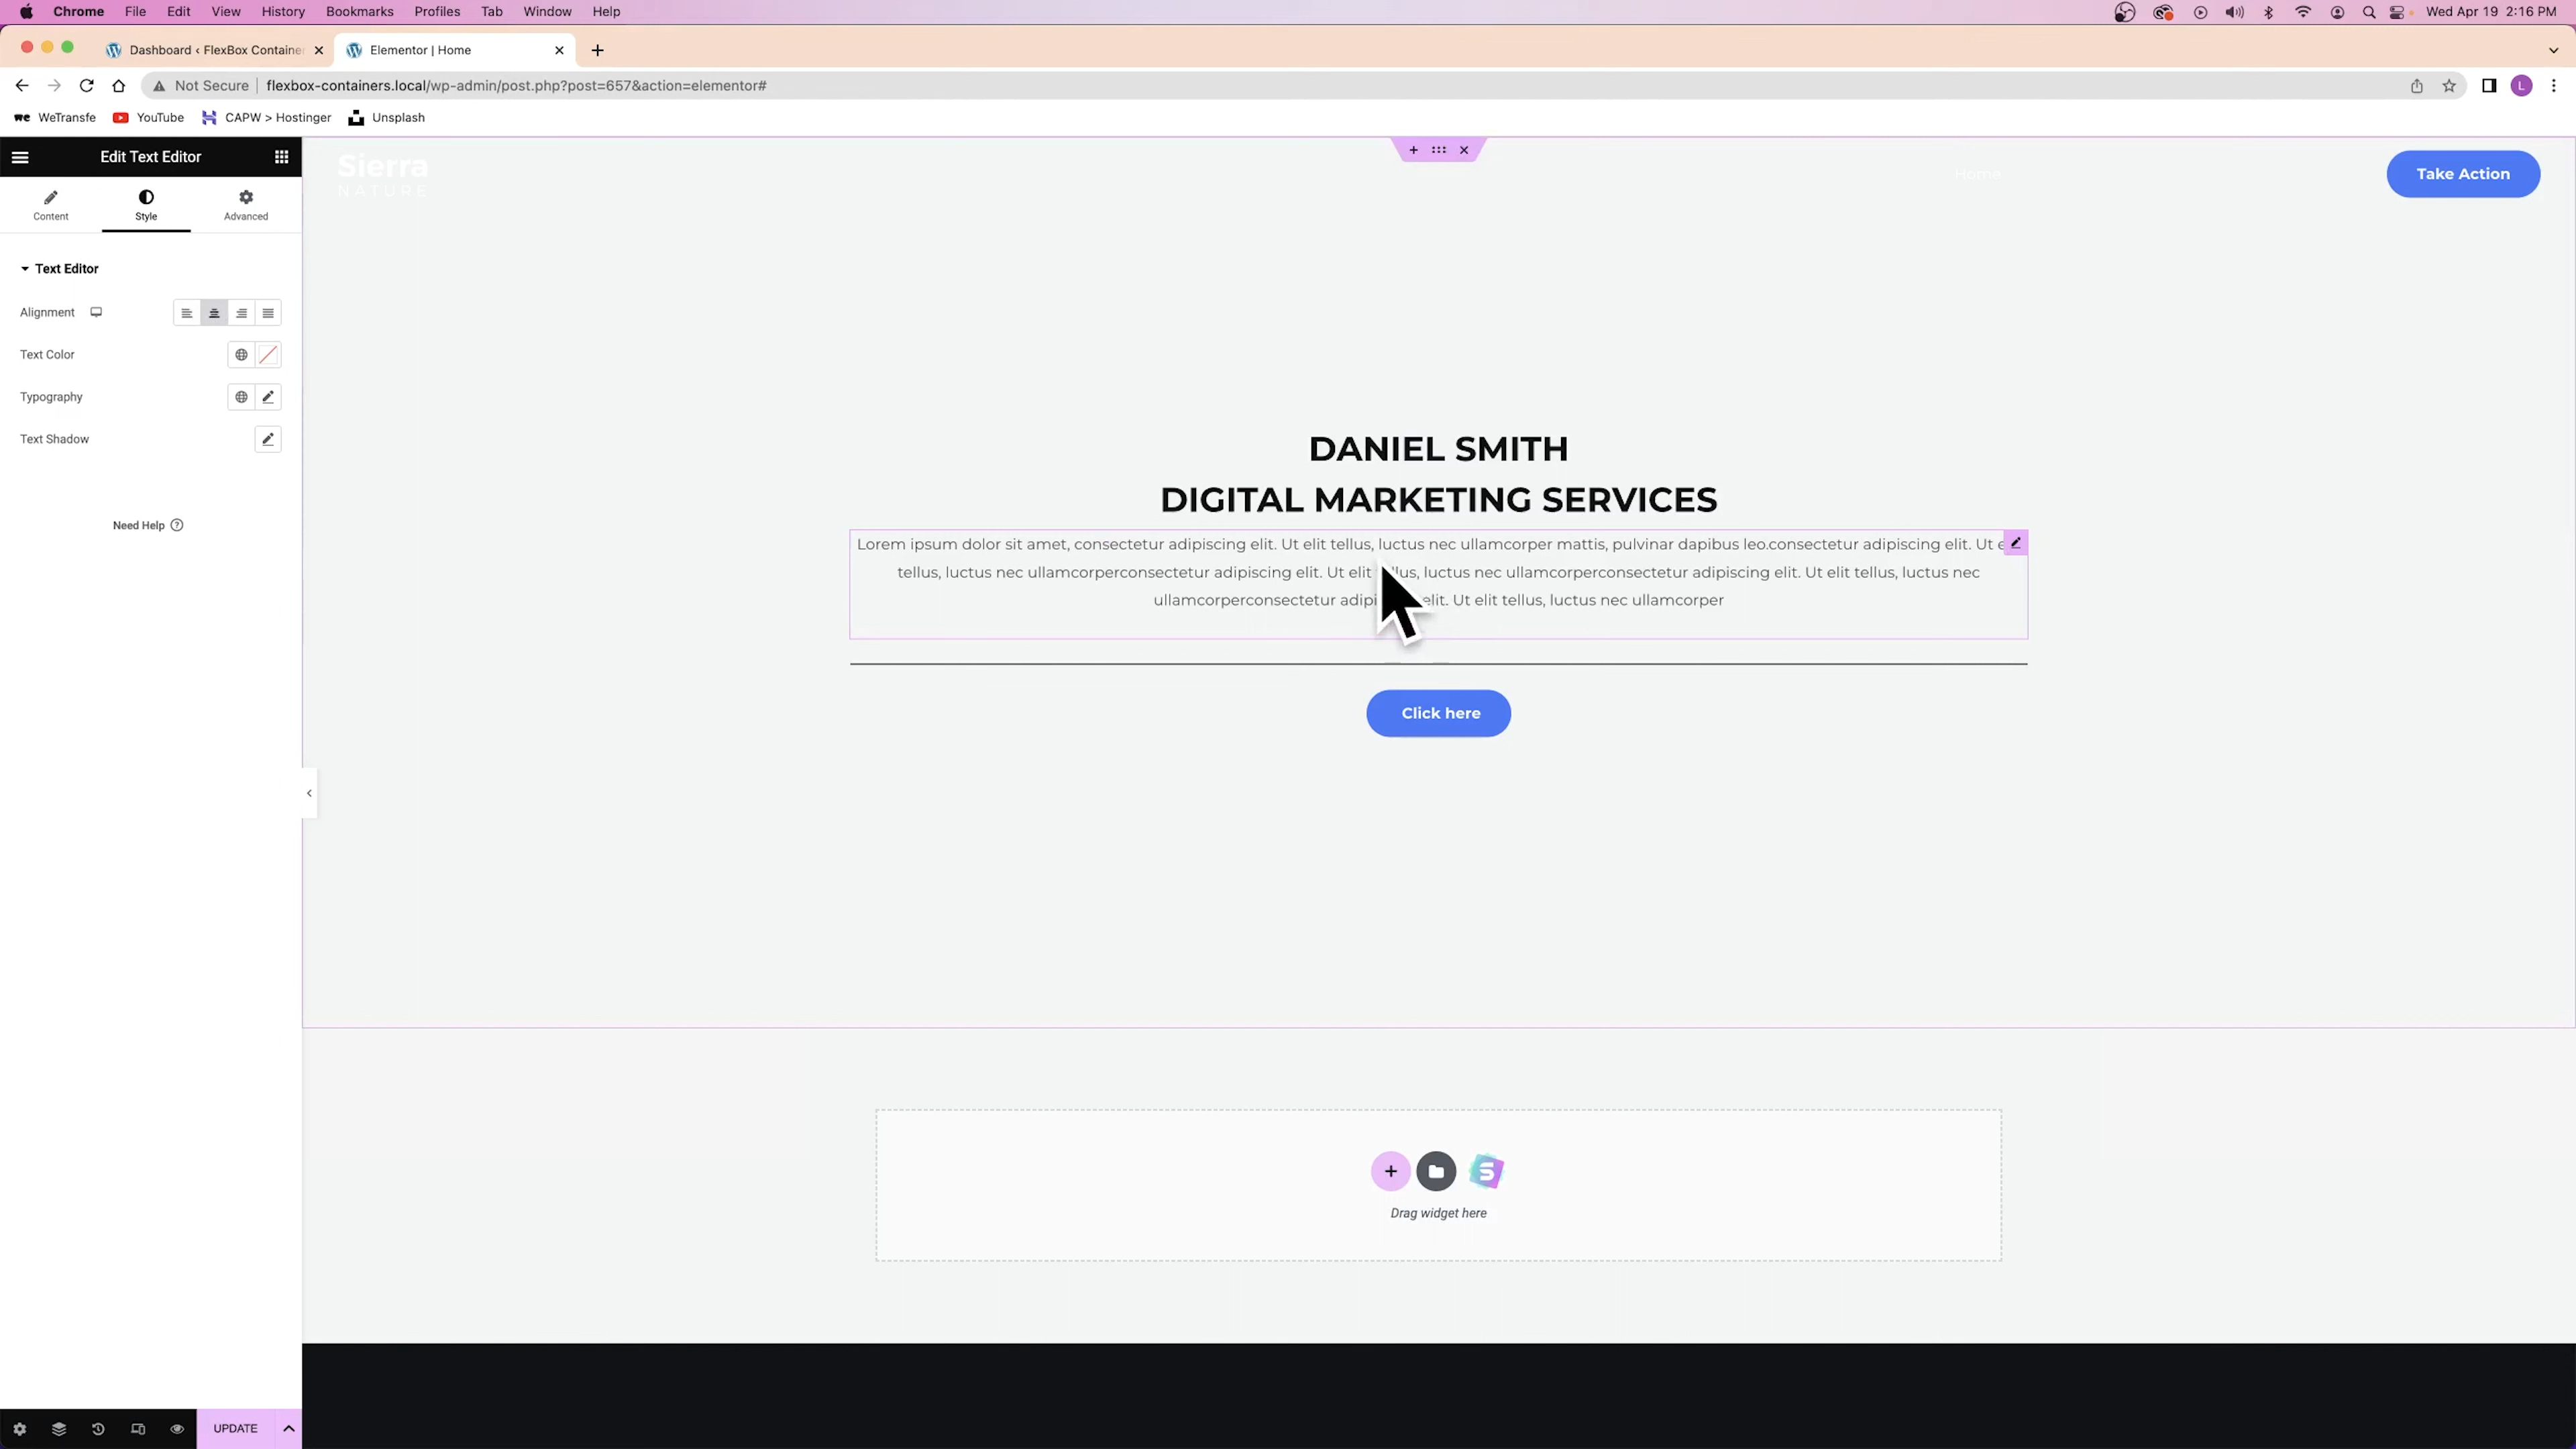 Chrome File Edit View History Bookmarks Profiles Tab Window Help Wed Apr 19 2:16 PM
Dashboard ‹ FlexBox Container Elementor | Home
Not Secure flexbox-containers.local/wp-admin/post.php?post=657&action=elementor#
L
WeTransfe YouTube CAPW > Hostinger Unsplash
Edit Text Editor
Content Style Advanced
Text Editor
Alignment
Text Color
Typography
Text Shadow
Need Help
UPDATE
Sierra
NATURE
Home
Take Action
DANIEL SMITH
DIGITAL MARKETING SERVICES
Lorem ipsum dolor sit amet, consectetur adipiscing elit. Ut elit tellus, luctus nec ullamcorper mattis, pulvinar dapibus leo.consectetur adipiscing elit. Ut
tellus, luctus nec ullamcorperconsectetur adipiscing elit. Ut elit luctus nec ullamcorperconsectetur adipiscing elit. Ut elit tellus, luctus nec
ullamcorperconsectetur elit. Ut elit tellus, luctus nec ullamcorper
Click here
Drag widget here